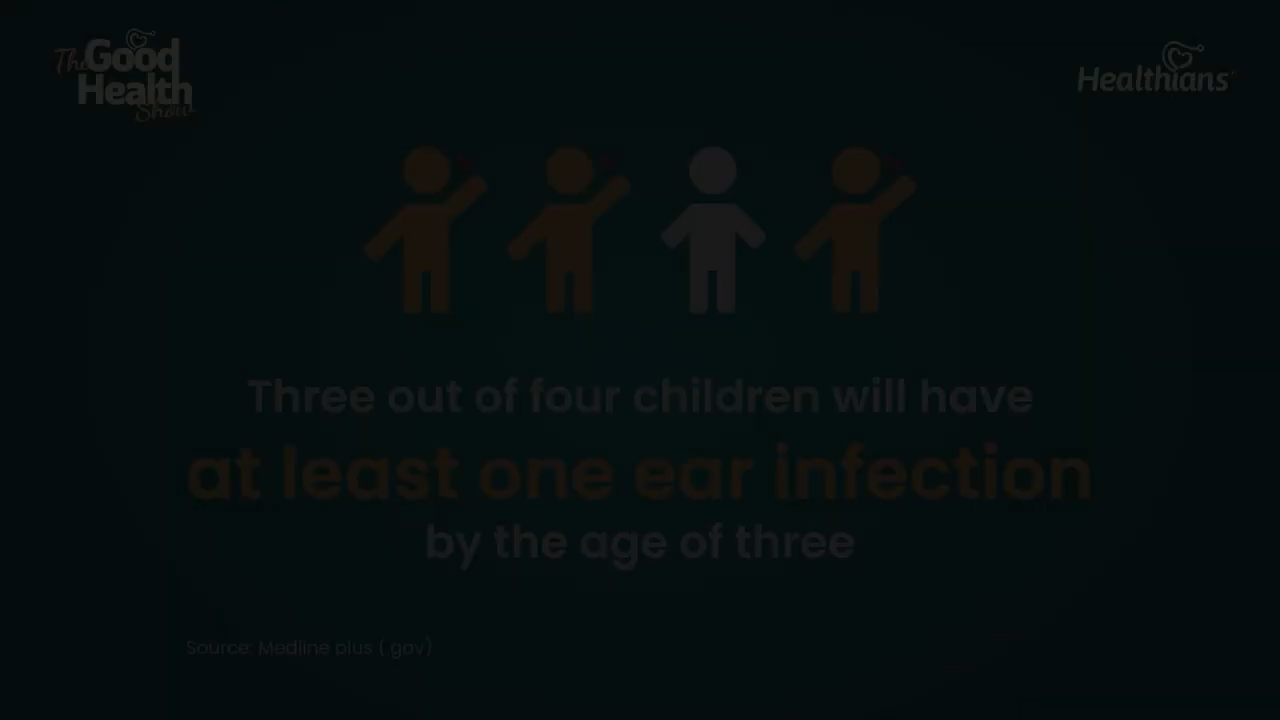 The Good
Health
Show
Healthians
Three out of four children will have
at least one ear infection
by the age of three
Source: Medline plus (.gov)